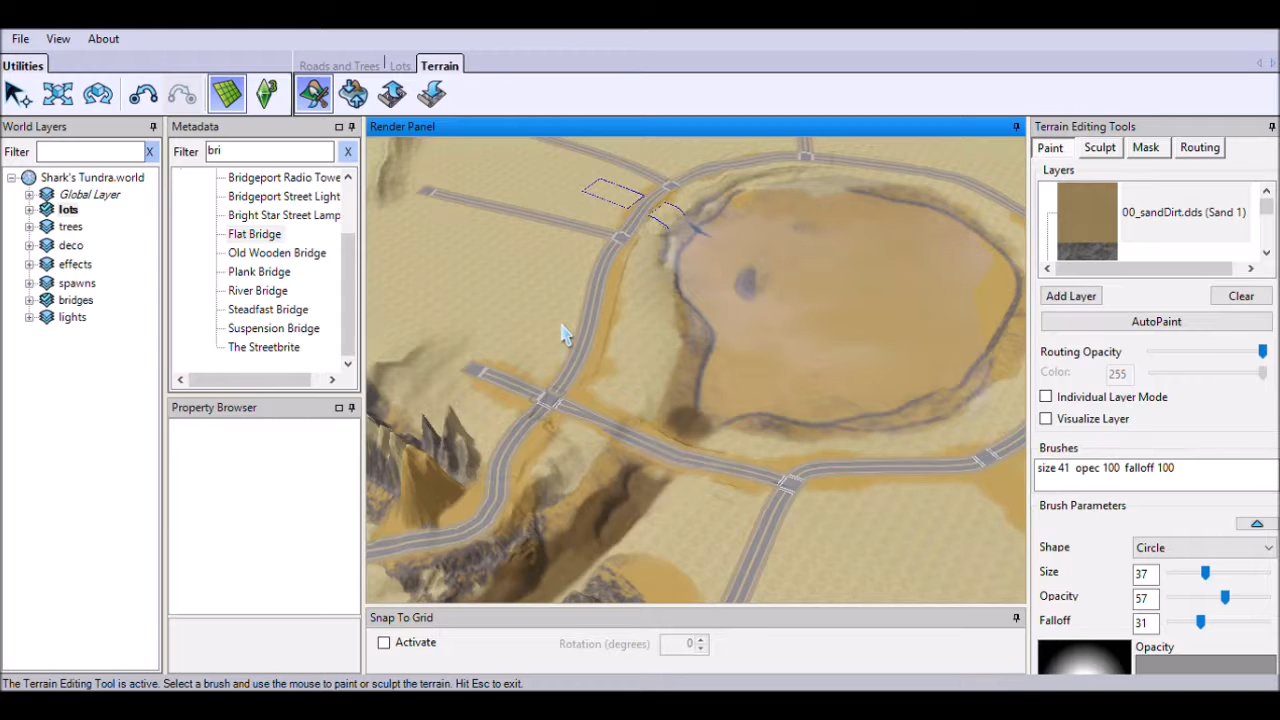 File View About
Utilities
Roads and Trees Lots Terrain
World Layers
Filter X
Shark's Tundra.world
Global Layer
lots
trees
deco
effects
spawns
bridges
lights
Metadata
Filter bri X
Bridgeport Radio Towe
Bridgeport Street Light
Bright Star Street Lamp
Flat Bridge
Old Wooden Bridge
Plank Bridge
River Bridge
Steadfast Bridge
Suspension Bridge
The Streetbrite
Property Browser
Render Panel
Snap To Grid
Activate Rotation (degrees) 0
Terrain Editing Tools
Paint Sculpt Mask Routing
Layers
00_sandDirt.dds (Sand 1)
Add Layer Clear
AutoPaint
Routing Opacity
Color: 255
Individual Layer Mode
Visualize Layer
Brushes
size 41 opec 100 falloff 100
Brush Parameters
Shape Circle
Size 37
Opacity 57
Falloff 31
Opacity
The Terrain Editing Tool is active. Select a brush and use the mouse to paint or sculpt the terrain. Hit Esc to exit.